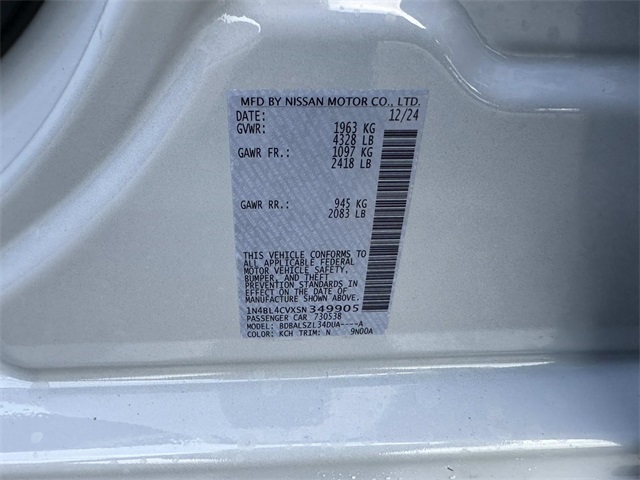 MFD BY NISSAN MOTOR CO., LTD.
DATE: 12/24
GVWR: 1963 KG
4328 LB
GAWR FR.: 1097 KG
2418 LB
GAWR RR.: 945 KG
2083 LB
THIS VEHICLE CONFORMS TO
ALL APPLICABLE FEDERAL
MOTOR VEHICLE SAFETY,
BUMPER, AND THEFT
PREVENTION STANDARDS IN
EFFECT ON THE DATE OF
MANUFACTURE SHOWN ABOVE.
1N4BL4CVXSN349905
PASSENGER CAR 730538
MODEL: BDBALSZL34DUA----A
COLOR: KCH TRIM: N 9N00A